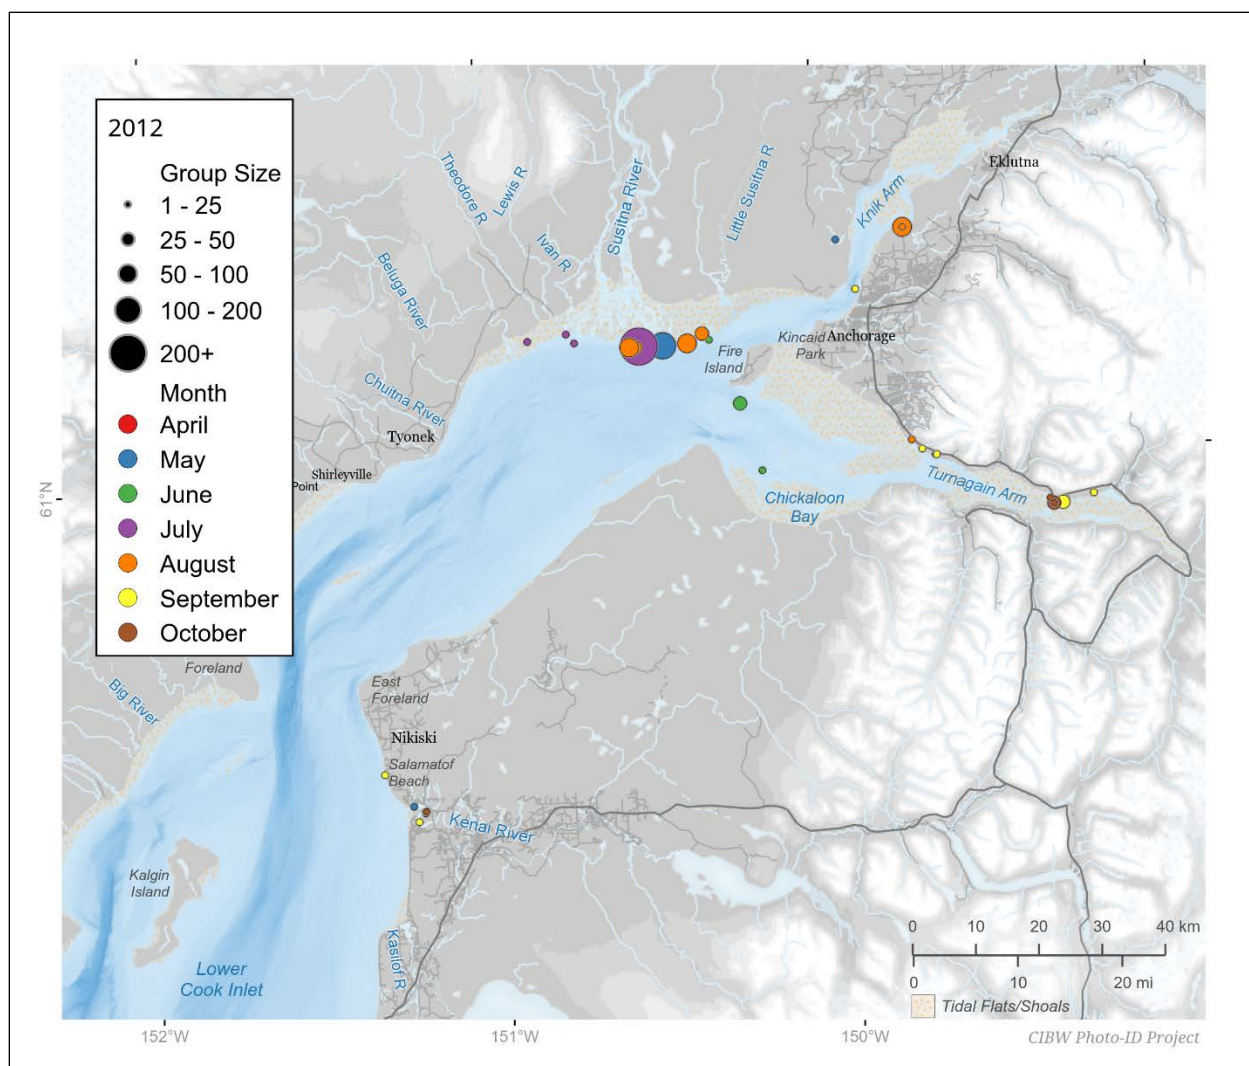 2012
Group Size
1 - 25
25 - 50
50 - 100
100 - 200
200+
Month
April
May
June
July
August
September
October
Theodore R
Lewis R
Ivan R
Susitna River
Little Susitna R
Knik Arm
Eklutna
Beluga River
Chuitna River
Tyonek
Shirleyville
Point
Fire
Island
Kincaid
Park
Anchorage
Turnagain Arm
Chickaloon
Bay
61°N
Foreland
Big River
East
Foreland
Nikiski
Salamatof
Beach
Kenai River
Kalgin
Island
Lower
Cook Inlet
Kasilof R
0 10 20 30 40 km
0 10 20 mi
Tidal Flats/Shoals
152°W
151°W
150°W
CIBW Photo-ID Project